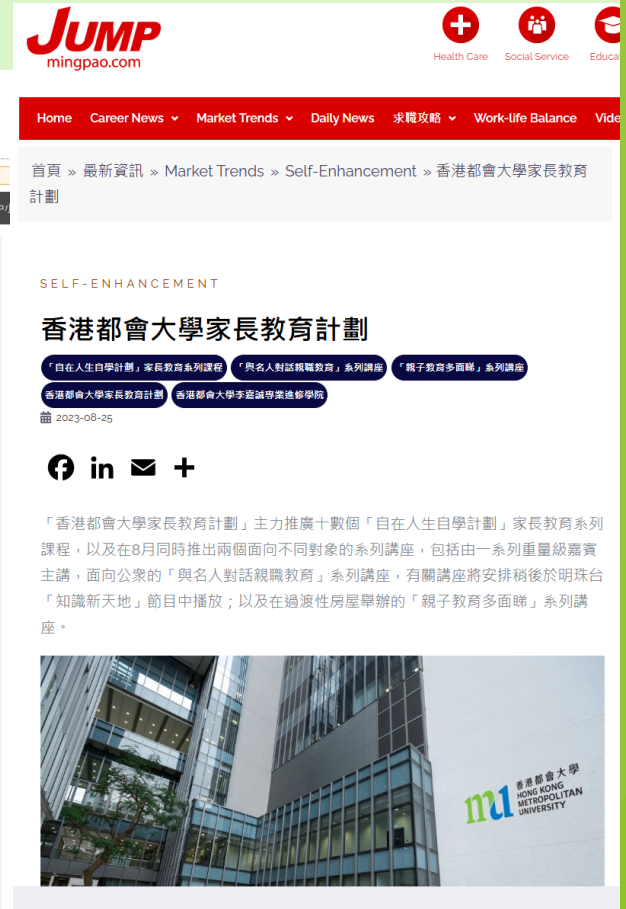 JUMP
mingpao.com
Health Care
Social Service
Home
Career News
Market Trends
Daily News
求職攻略
Work-life Balance
首頁 » 最新資訊 » Market Trends » Self-Enhancement » 香港都會大學家長教育
計劃
SELF-ENHANCEMENT
香港都會大學家長教育計劃
「自在人生自學計劃」家長教育系列課程
「與名人對話親職教育」系列講座
「親子教育多面睇」系列講座
香港都會大學家長教育計劃
香港都會大學李嘉誠專業進修學院
2023-08-25
「香港都會大學家長教育計劃」主力推廣十數個「自在人生自學計劃」家長教育系列
課程，以及在8月同時推出兩個面向不同對象的系列講座，包括由一系列重量級嘉賓
主講，面向公眾的「與名人對話親職教育」系列講座，有關講座將安排稍後於明珠台
「知識新天地」節目中播放；以及在過渡性房屋舉辦的「親子教育多面睇」系列講
座。
香港都會大學
HONG KONG
METROPOLITAN
UNIVERSITY